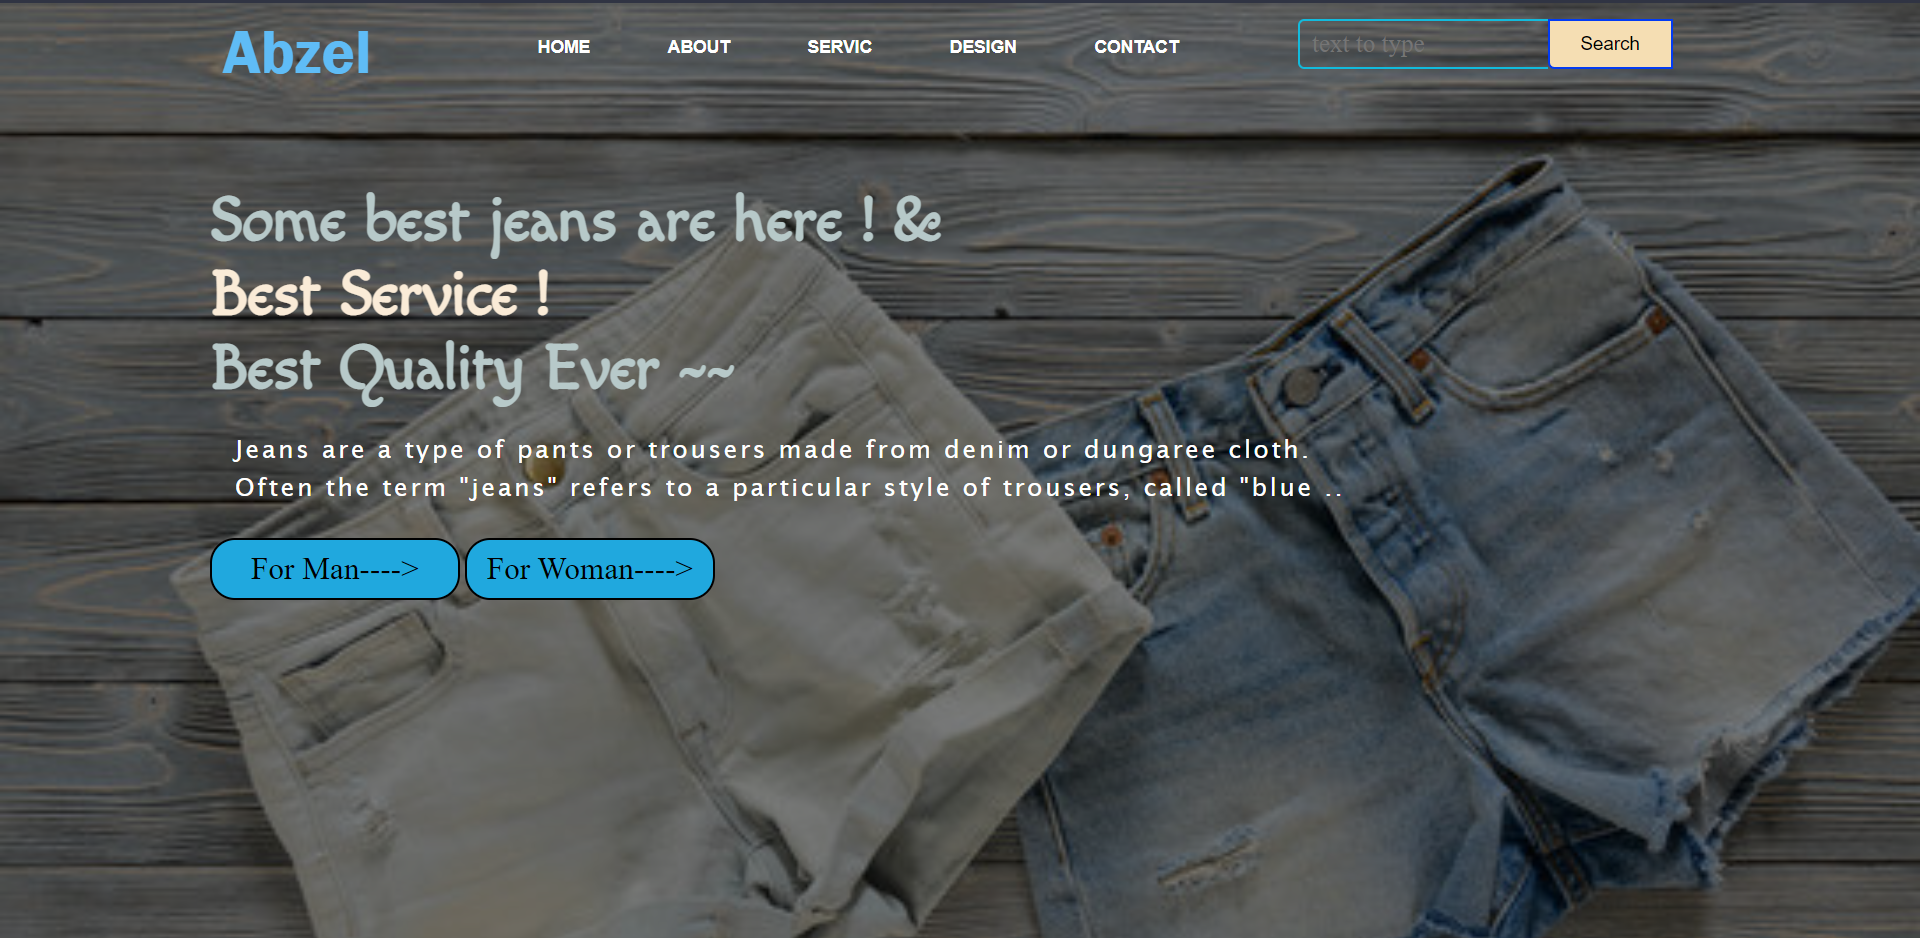 Abzel
HOME
ABOUT
SERVIC
DESIGN
CONTACT
text to type
Search
Some best jeans are here ! &
Best Service !
Best Quality Ever ~~
Jeans are a type of pants or trousers made from denim or dungaree cloth.
Often the term "jeans" refers to a particular style of trousers, called "blue ..
For Man---->
For Woman---->